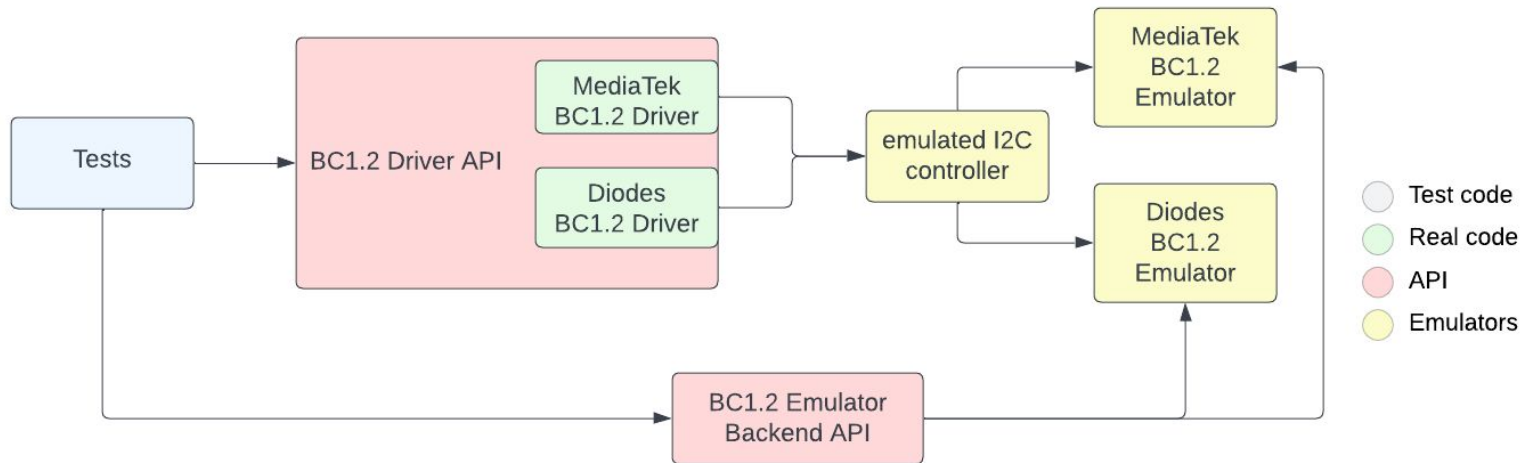 Tests
BC1.2 Driver API
MediaTek
BC1.2 Driver
Diodes
BC1.2 Driver
emulated I2C
controller
MediaTek
BC1.2
Emulator
Diodes
BC1.2
Emulator
BC1.2 Emulator
Backend API
Test code
Real code
API
Emulators